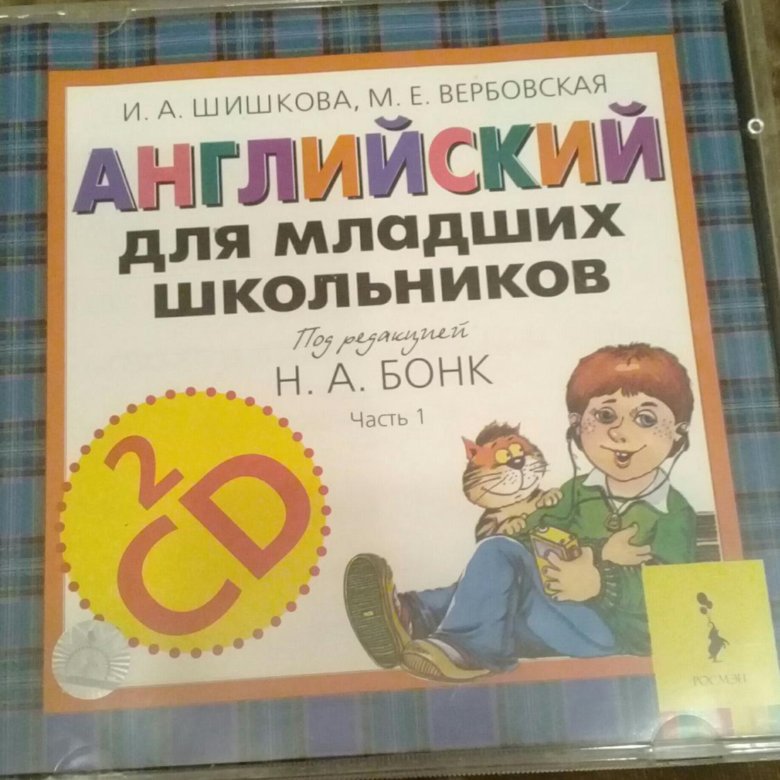 И. А. ШИШКОВА, М. Е. ВЕРБОВСКАЯ
АНГЛИЙСКИЙ
для младших
школьников
Под редакцией
Н. А. БОНК
Часть 1
2
CD
РОСМЭН